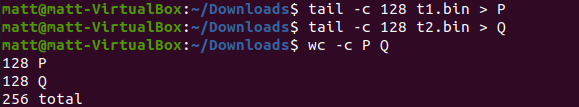 matt@matt-VirtualBox:~/Downloads$ tail -c 128 t1.bin > P
matt@matt-VirtualBox:~/Downloads$ tail -c 128 t2.bin > Q
matt@matt-VirtualBox:~/Downloads$ wc -c P Q
128 P
128 Q
256 total